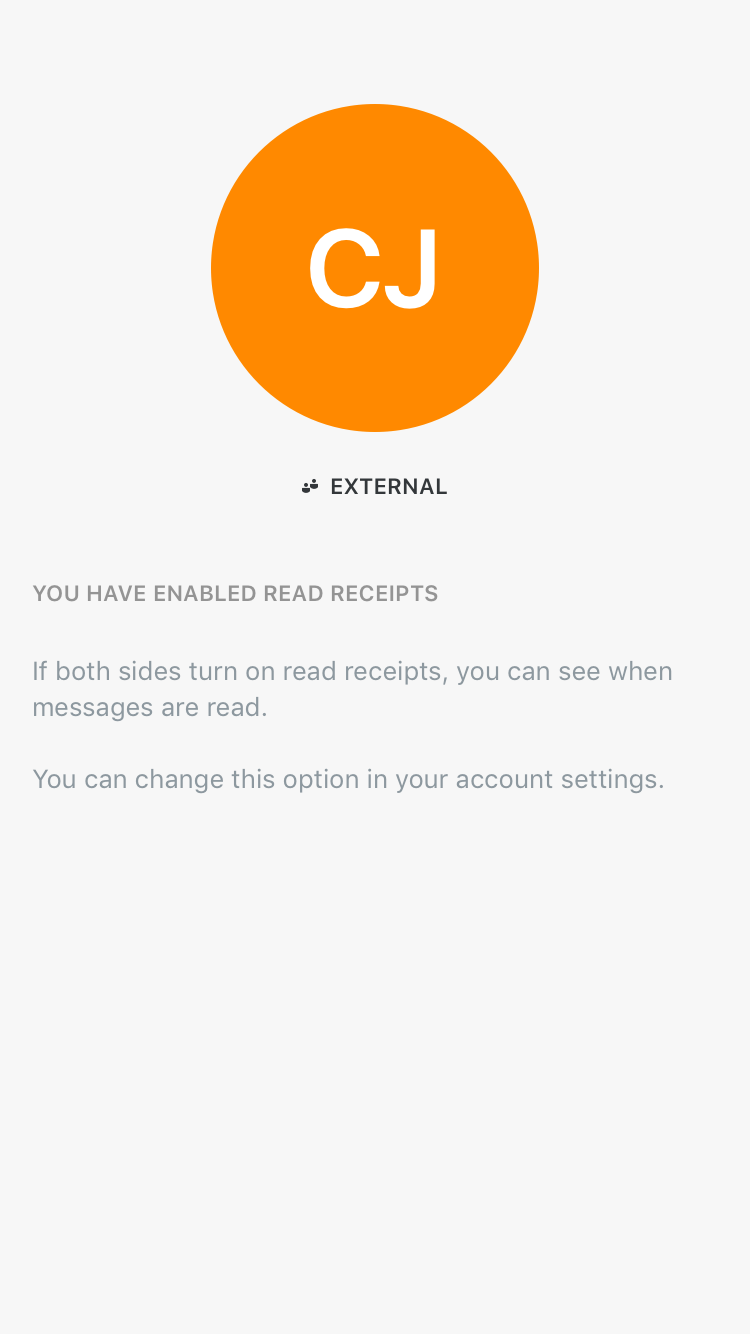 CJ
EXTERNAL
YOU HAVE ENABLED READ RECEIPTS
If both sides turn on read receipts, you can see when
messages are read.
You can change this option in your account settings.